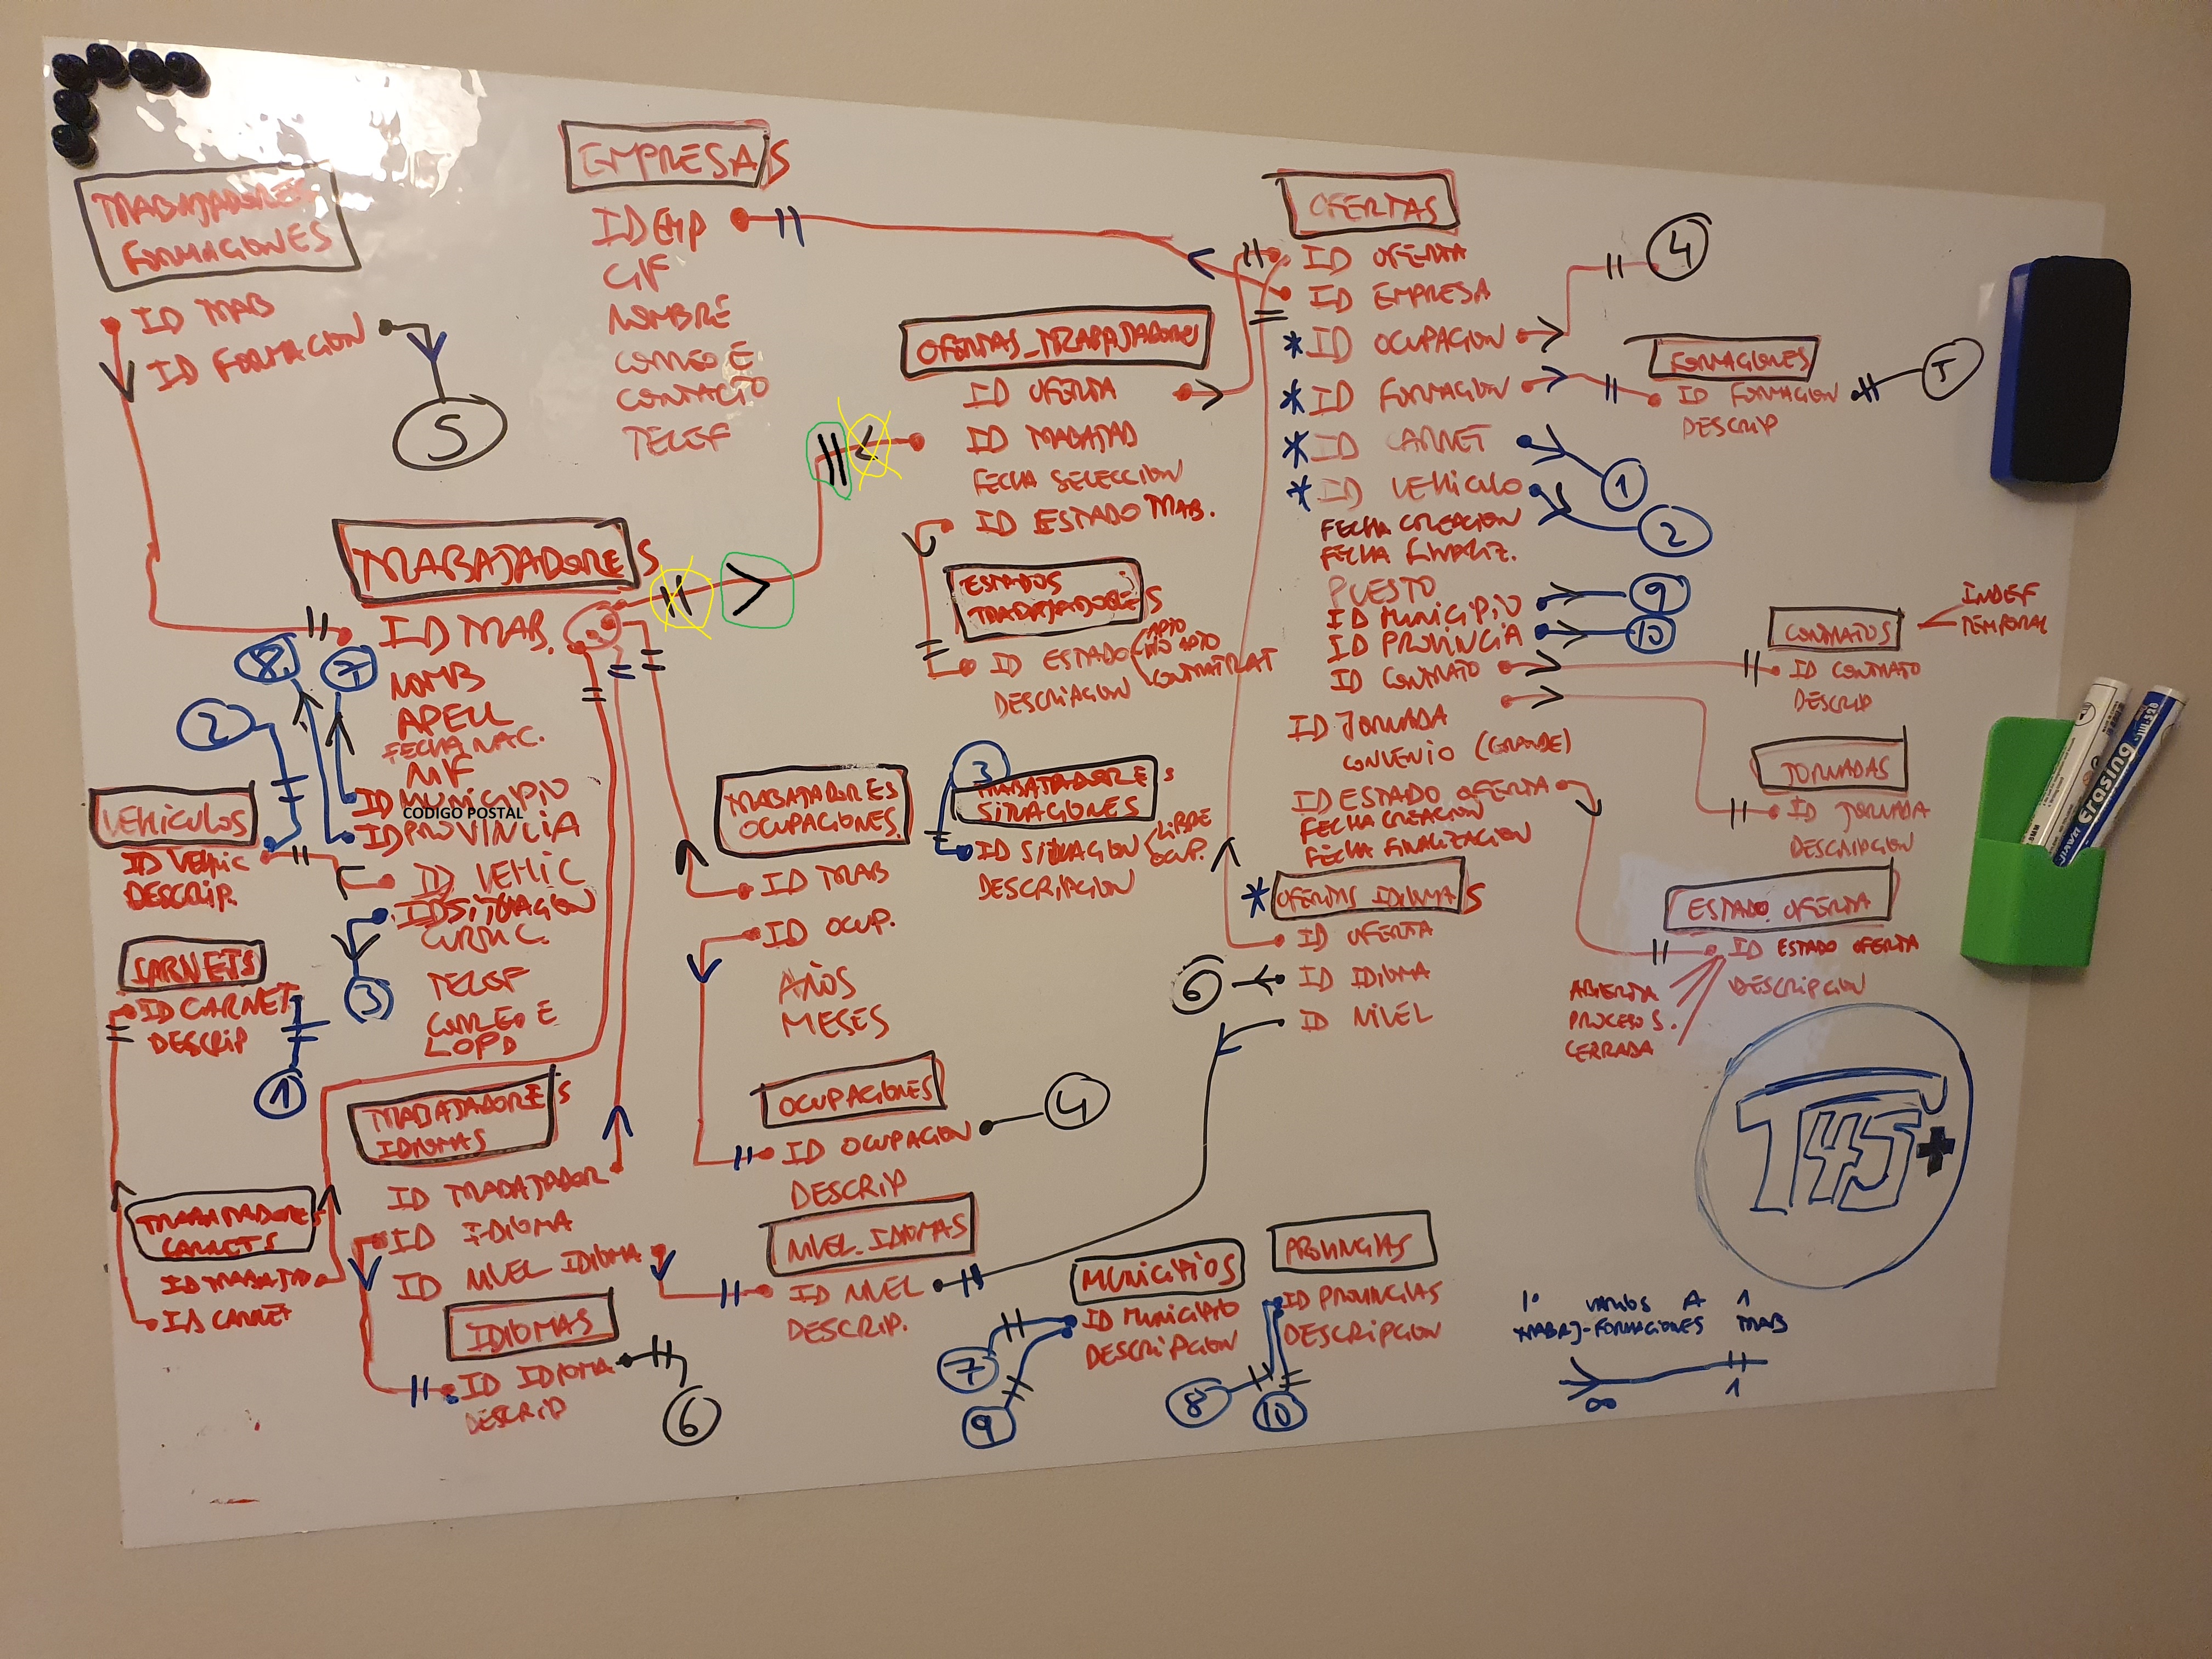 TRABAJADORES
FORMACIONES
ID TRAB
ID FORMACION
5
EMPRESAS
ID EMP
CIF
NOMBRE
CORREO E
CONTACTO
TELEF
OFERTAS_TRABAJADORES
ID OFERTA
ID TRABAJAD
FECHA SELECCION
ID ESTADO TRAB.
ESTADOS
TRABAJADORES
ID ESTADO
APTO
NO APTO
CONTRATAT
DESCRIPCION
OFERTAS
ID OFERTA
ID EMPRESA
* ID OCUPACION
4
* ID FORMACION
* ID CARNET
1
* ID VEHICULO
2
FECHA CREACION
FECHA FINALIZ.
PUESTO
ID MUNICIPIO
9
ID PROVINCIA
10
ID CONTRATO
ID JORNADA
CONVENIO (GRANDE)
ID ESTADO OFERTA
FECHA CREACION
FECHA FINALIZACION
FORMACIONES
ID FORMACION
5
DESCRIP
CONTRATOS
INDEF
TEMPORAL
ID CONTRATO
DESCRIP
JORNADAS
ID JORNADA
DESCRIPCION
ESTADO OFERTA
ID ESTADO OFERTA
DESCRIPCION
ABIERTA
PROCESO S.
CERRADA
TRABAJADORES
ID TRAB.
NOMB
APELL
FECHA NAC.
NIF
ID MUNICIPIO
CODIGO POSTAL
ID PROVINCIA
ID VEHIC
ID SITUACION
CURRIC.
TELEF
CORREO E
LOPD
8
7
2
3
VEHICULOS
ID VEHIC
DESCRIP.
CARNETS
ID CARNET
DESCRIP
1
TRABAJADORES
CARNETS
ID TRABAJAD
ID CARNET
TRABAJADORES
IDIOMAS
ID TRABAJADOR
ID IDIOMA
ID NIVEL IDIOMA
IDIOMAS
ID IDIOMA
DESCRIP
6
TRABAJADORES
OCUPACIONES
ID TRAB
ID OCUP.
AÑOS
MESES
3
TRABAJADORES
SITUACIONES
ID SITUACION
LIBRE
OCUP.
DESCRIPCION
OCUPACIONES
ID OCUPACION
4
DESCRIP
NIVEL_IDIOMAS
ID NIVEL
DESCRIP.
* OFERTAS IDIOMAS
ID OFERTA
6
ID IDIOMA
ID NIVEL
MUNICIPIOS
ID MUNICIPIO
DESCRIPCION
7
9
PROVINCIAS
ID PROVINCIAS
DESCRIPCION
8
10
T45+
1º VARIOS A 1
TRABAJ-FORMACIONES TRAB
∞ 1
erasing